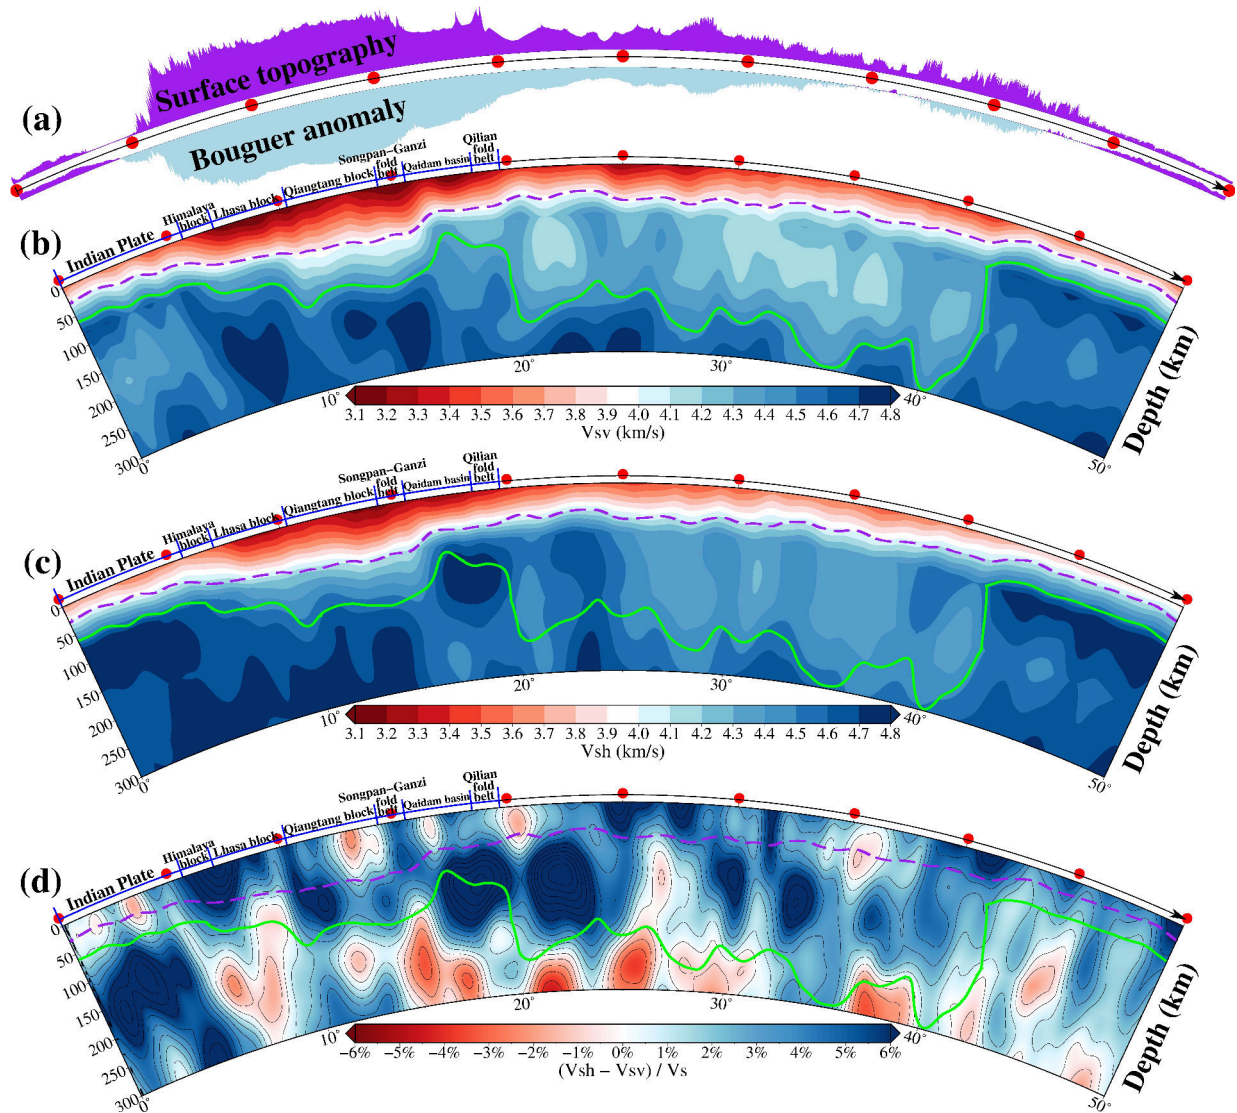 Surface topography
(a)
Bouguer anomaly
Qilian
fold
belt
Songpan-Ganzi
fold
belt
Qaidam basin
Qiangtang block
Himalaya
block
Lhasa block
Indian Plate
(b)
0
50
100
150
200
250
300
0°
10°
20°
30°
40°
50°
Depth (km)
3.1 3.2 3.3 3.4 3.5 3.6 3.7 3.8 3.9 4.0 4.1 4.2 4.3 4.4 4.5 4.6 4.7 4.8
Vsv (km/s)
Qilian
fold
belt
Songpan-Ganzi
fold
belt
Qaidam basin
Qiangtang block
Himalaya
block
Lhasa block
Indian Plate
(c)
0
50
100
150
200
250
300
0°
10°
20°
30°
40°
50°
Depth (km)
3.1 3.2 3.3 3.4 3.5 3.6 3.7 3.8 3.9 4.0 4.1 4.2 4.3 4.4 4.5 4.6 4.7 4.8
Vsh (km/s)
Qilian
fold
belt
Songpan-Ganzi
fold
belt
Qaidam basin
Qiangtang block
Himalaya
block
Lhasa block
Indian Plate
(d)
0
50
100
150
200
250
300
0°
10°
20°
30°
40°
50°
Depth (km)
−6% −5% −4% −3% −2% −1% 0% 1% 2% 3% 4% 5% 6%
(Vsh − Vsv) / Vs